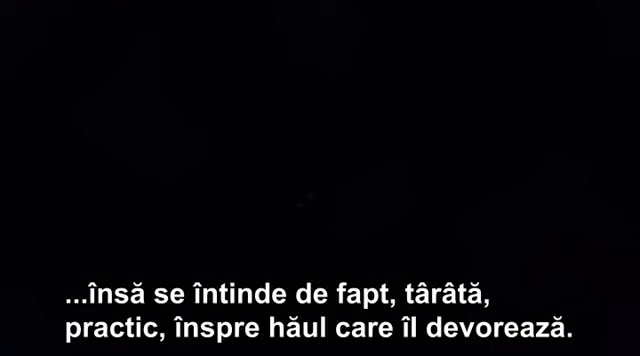 ...însă se întinde de fapt, târâtă,
practic, înspre hăul care îl devorează.